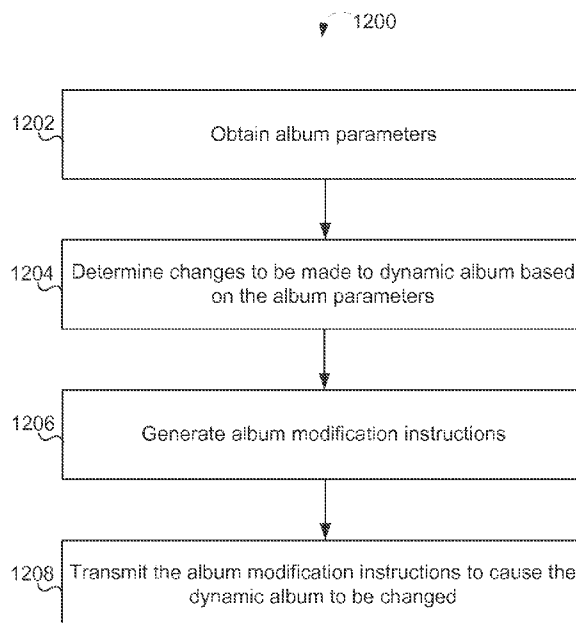 1200
1202
Obtain album parameters
1204
Determine changes to be made to dynamic album based
on the album parameters
1206
Generate album modification instructions
1208
Transmit the album modification instructions to cause the
dynamic album to be changed